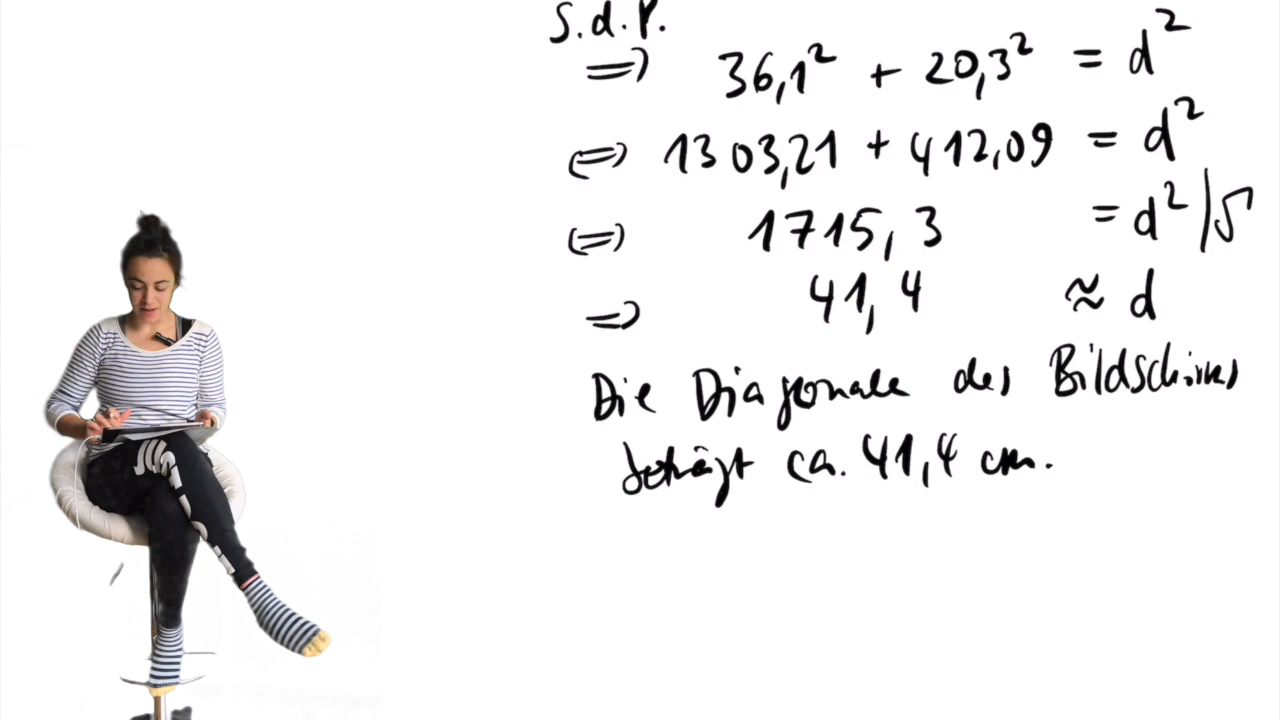 S.d.P.
=> 36,1² + 20,3² = d²
<=> 1303,21 + 412,09 = d²
<=> 1715,3 = d² |√
=> 41,4 ≈ d
Die Diagonale des Bildschirmes
beträgt ca. 41,4 cm.